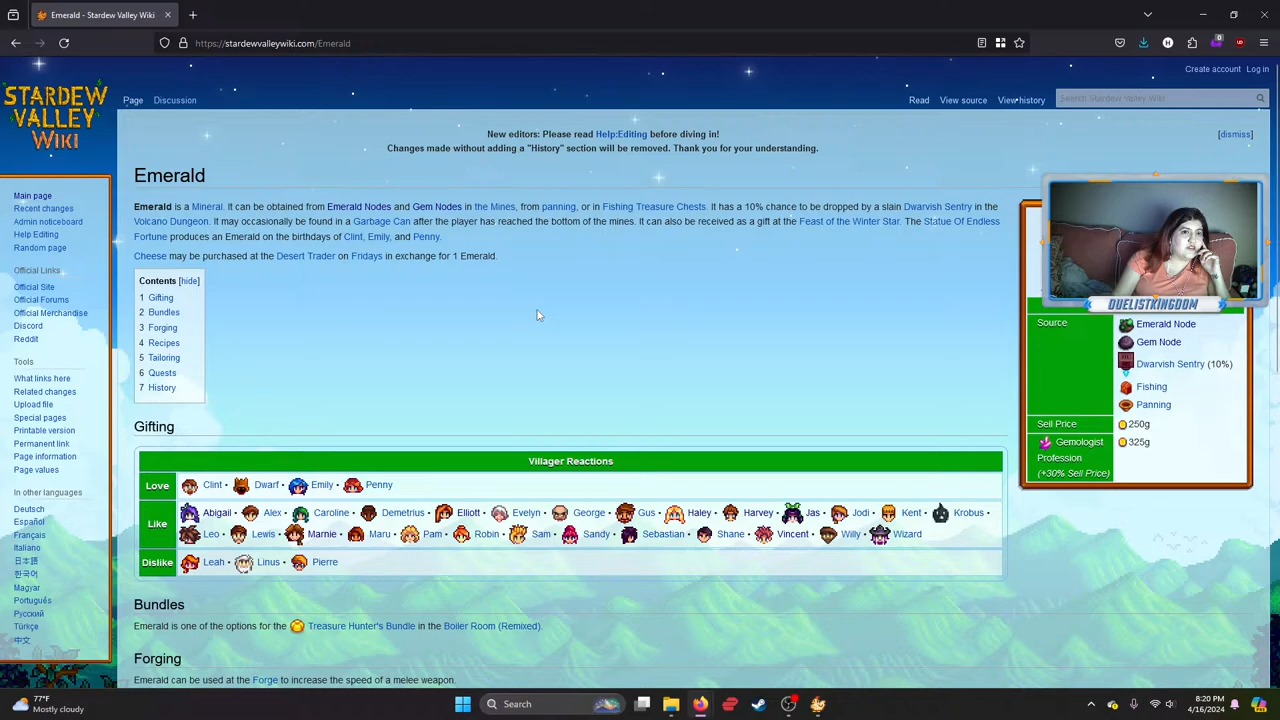 Emerald - Stardew Valley Wiki
https://stardewvalleywiki.com/Emerald
Create account Log in
STARDEW
VALLEY
WiKi
Page Discussion Read View source View history Search Stardew Valley Wiki
New editors: Please read Help:Editing before diving in! [dismiss]
Changes made without adding a "History" section will be removed. Thank you for your understanding.
Main page
Recent changes
Admin noticeboard
Help Editing
Random page
Official Links
Official Site
Official Forums
Official Merchandise
Discord
Reddit
Tools
What links here
Related changes
Upload file
Special pages
Printable version
Permanent link
Page information
Page values
In other languages
Deutsch
Español
Français
Italiano
日本語
한국어
Magyar
Português
Русский
Türkçe
中文
Emerald
Emerald is a Mineral. It can be obtained from Emerald Nodes and Gem Nodes in the Mines, from panning, or in Fishing Treasure Chests. It has a 10% chance to be dropped by a slain Dwarvish Sentry in the
Volcano Dungeon. It may occasionally be found in a Garbage Can after the player has reached the bottom of the mines. it can also be received as a gift at the Feast of the Winter Star. The Statue Of Endless
Fortune produces an Emerald on the birthdays of Clint, Emily, and Penny.
Cheese may be purchased at the Desert Trader on Fridays in exchange for 1 Emerald.
Contents [hide]
1 Gifting
2 Bundles
3 Forging
4 Recipes
5 Tailoring
6 Quests
7 History
DUELISTKINGDOM
Source
Emerald Node
Gem Node
Dwarvish Sentry (10%)
Fishing
Panning
Sell Price 250g
Gemologist 325g
Profession
(+30% Sell Price)
Gifting
Villager Reactions
Love Clint • Dwarf • Emily • Penny
Like Abigail • Alex • Caroline • Demetrius • Elliott • Evelyn • George • Gus • Haley • Harvey • Jas • Jodi • Kent • Krobus •
Leo • Lewis • Marnie • Maru • Pam • Robin • Sam • Sandy • Sebastian • Shane • Vincent • Willy • Wizard
Dislike Leah • Linus • Pierre
Bundles
Emerald is one of the options for the Treasure Hunter's Bundle in the Boiler Room (Remixed).
Forging
Emerald can be used at the Forge to increase the speed of a melee weapon.
77°F
Mostly cloudy
Search
8:20 PM
4/16/2024